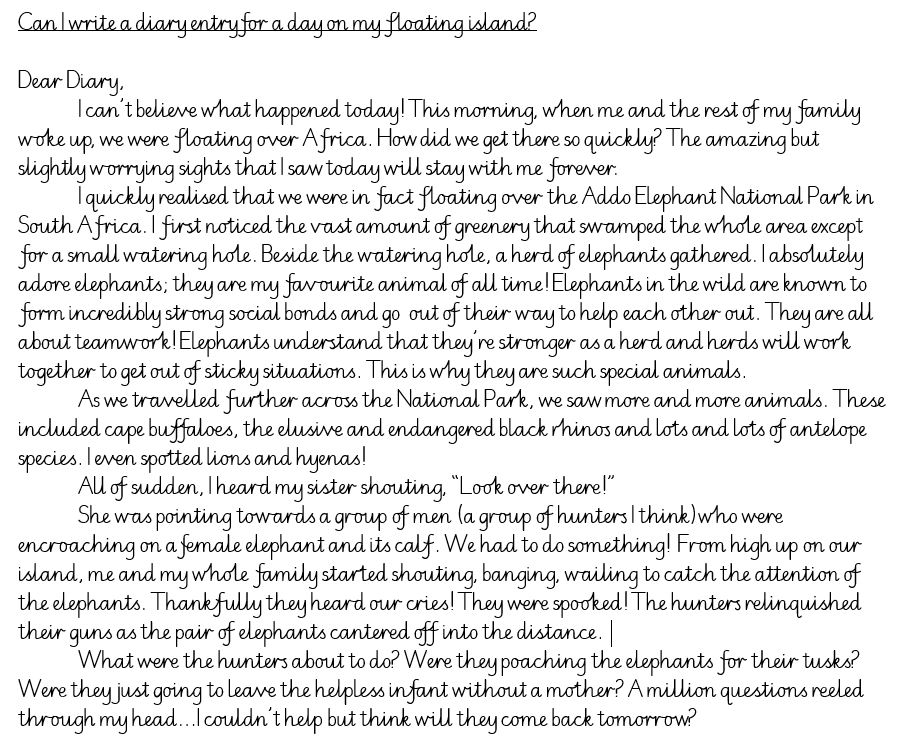 Can I write a diary entry for a day on my floating island?
Dear Diary,
I can't believe what happened today! This morning, when me and the rest of my family
woke up, we were floating over Africa. How did we get there so quickly? The amazing but
slightly worrying sights that I saw today will stay with me forever.
I quickly realised that we were in fact floating over the Addo Elephant National Park in
South Africa. I first noticed the vast amount of greenery that swamped the whole area except
for a small watering hole. Beside the watering hole, a herd of elephants gathered. I absolutely
adore elephants; they are my favourite animal of all time! Elephants in the wild are known to
form incredibly strong social bonds and go out of their way to help each other out. They are all
about teamwork! Elephants understand that they're stronger as a herd and herds will work
together to get out of sticky situations. This is why they are such special animals.
As we travelled further across the National Park, we saw more and more animals. These
included cape buffaloes, the elusive and endangered black rhinos and lots and lots of antelope
species. I even spotted lions and hyenas!
All of sudden, I heard my sister shouting, "Look over there!"
She was pointing towards a group of men (a group of hunters I think) who were
encroaching on a female elephant and its calf. We had to do something! From high up on our
island, me and my whole family started shouting, banging, wailing to catch the attention of
the elephants. Thankfully they heard our cries! They were spooked! The hunters relinquished
their guns as the pair of elephants cantered off into the distance.
What were the hunters about to do? Were they poaching the elephants for their tusks?
Were they just going to leave the helpless infant without a mother? A million questions reeled
through my head...I couldn't help but think will they come back tomorrow?